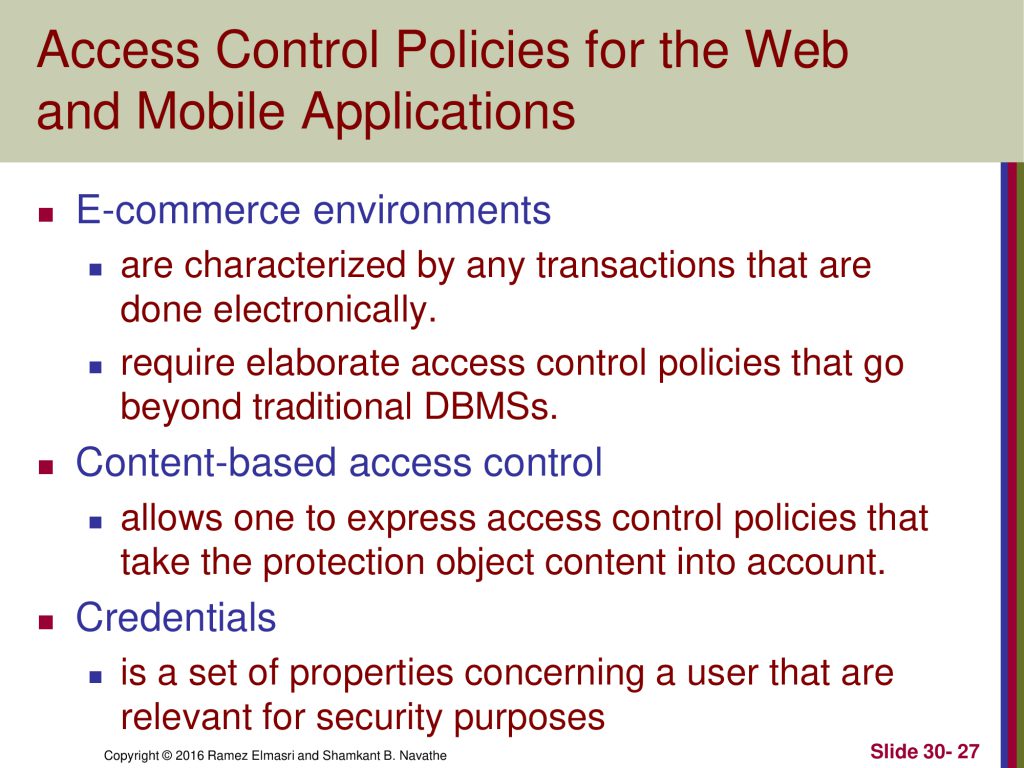 Access Control Policies for the Web
and Mobile Applications
E-commerce environments
are characterized by any transactions that are
done electronically.
require elaborate access control policies that go
beyond traditional DBMSs.
Content-based access control
allows one to express access control policies that
take the protection object content into account.
Credentials
is a set of properties concerning a user that are
relevant for security purposes
Copyright © 2016 Ramez Elmasri and Shamkant B. Navathe
Slide 30- 27